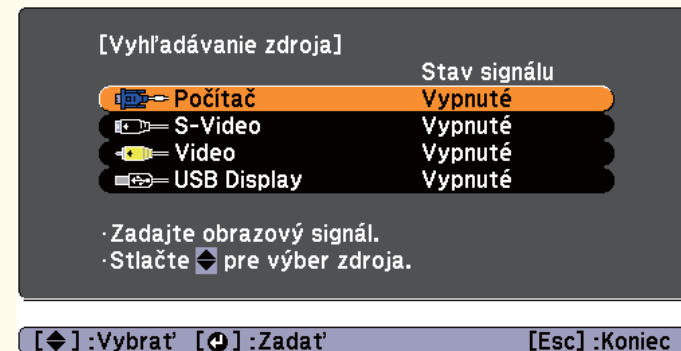 [Vyhľadávanie zdroja]
Stav signálu
Počítač Vypnuté
S-Video Vypnuté
Video Vypnuté
USB Display Vypnuté
·Zadajte obrazový signál.
·Stlačte ◆ pre výber zdroja.
[◆] :Vybrať [↵] :Zadať [Esc] :Koniec